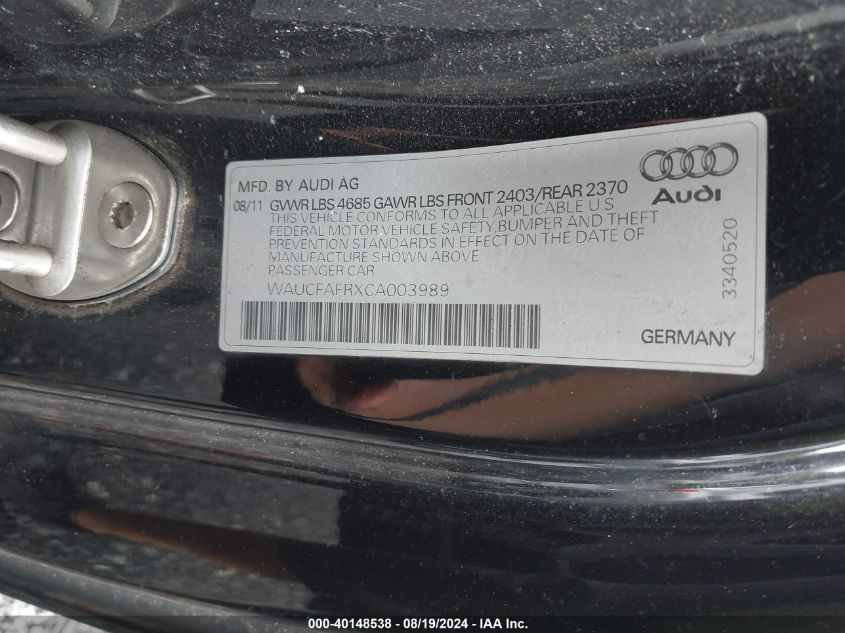 MFD. BY AUDI AG
08/11 GVWR LBS 4685 GAWR LBS FRONT 2403/REAR 2370
THIS VEHICLE CONFORMS TO ALL APPLICABLE U.S.
FEDERAL MOTOR,VEHICLE SAFETY,BUMPER AND THEFT
PREVENTION STANDARDS IN EFFECT ON THE DATE OF
MANUFACTURE SHOWN ABOVE
PASSENGER CAR
WAUCFAFRXCA003989
Audi
3340520
GERMANY
000-40148538 - 08/19/2024 - IAA Inc.